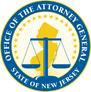 OFFICE OF THE ATTORNEY GENERAL
STATE OF NEW JERSEY